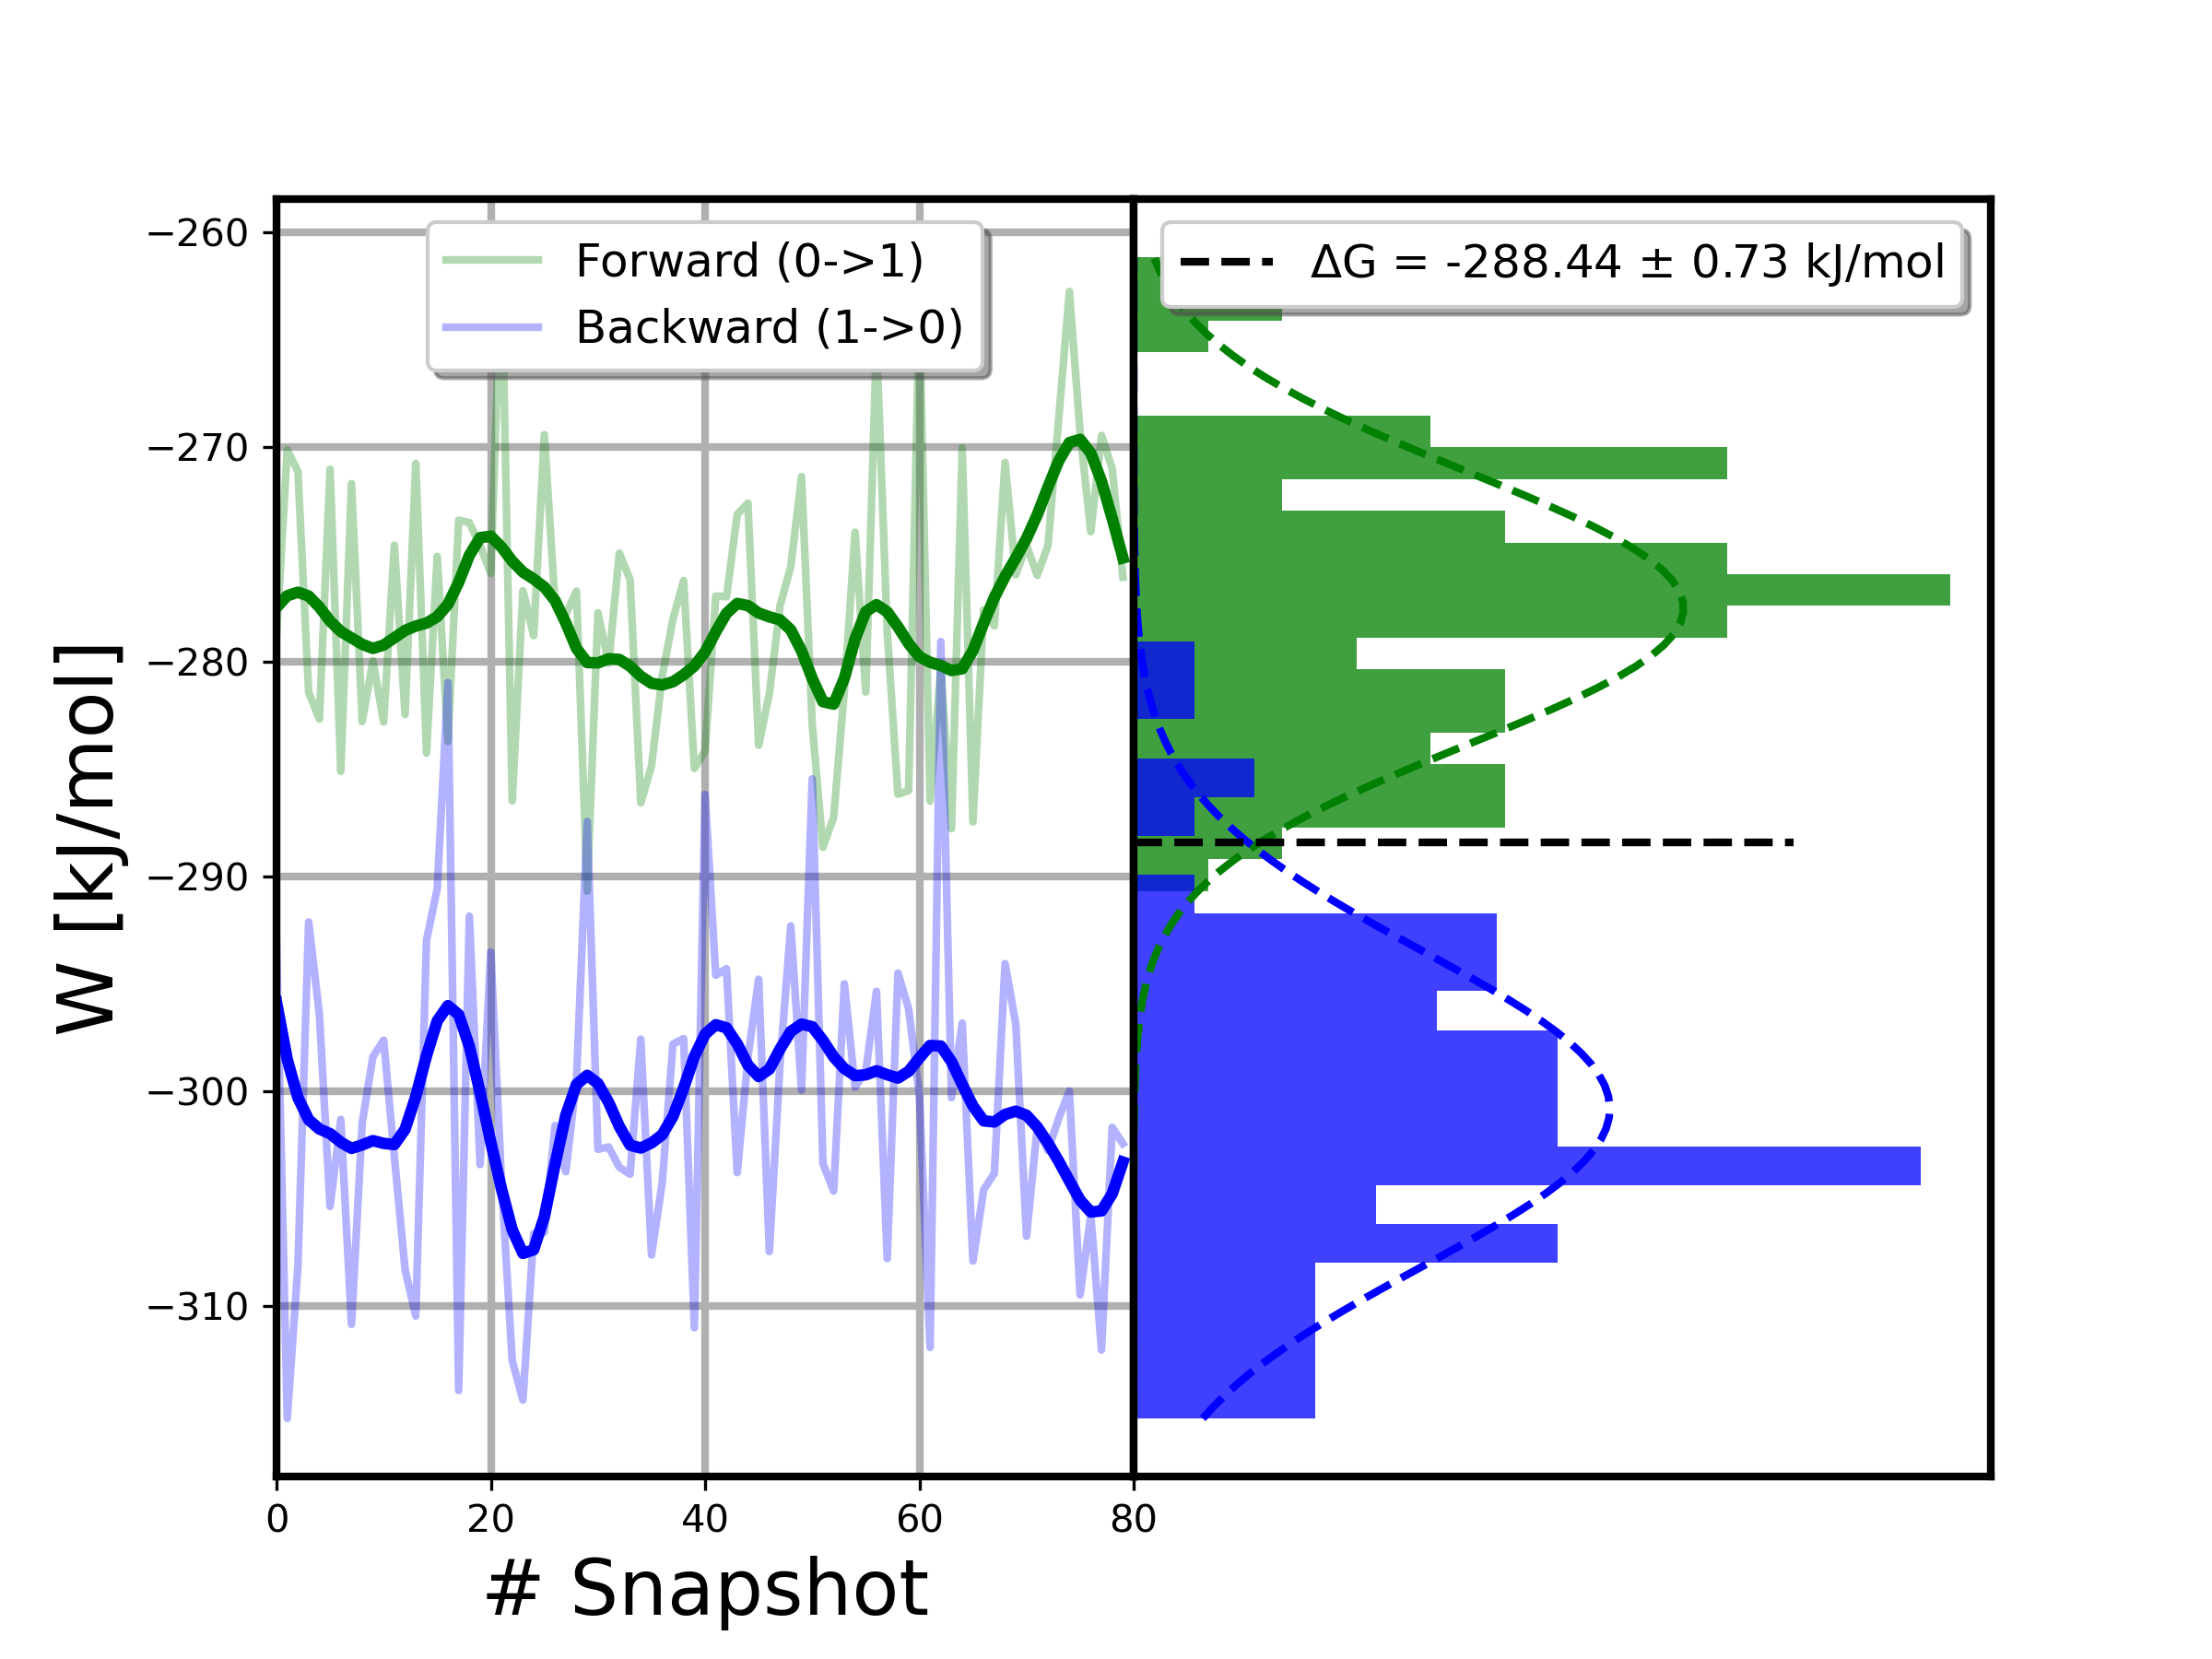 Forward (0->1)
Backward (1->0)
ΔG = -288.44 ± 0.73 kJ/mol
−260
−270
−280
−290
−300
−310
W [kJ/mol]
0 20 40 60 80
# Snapshot